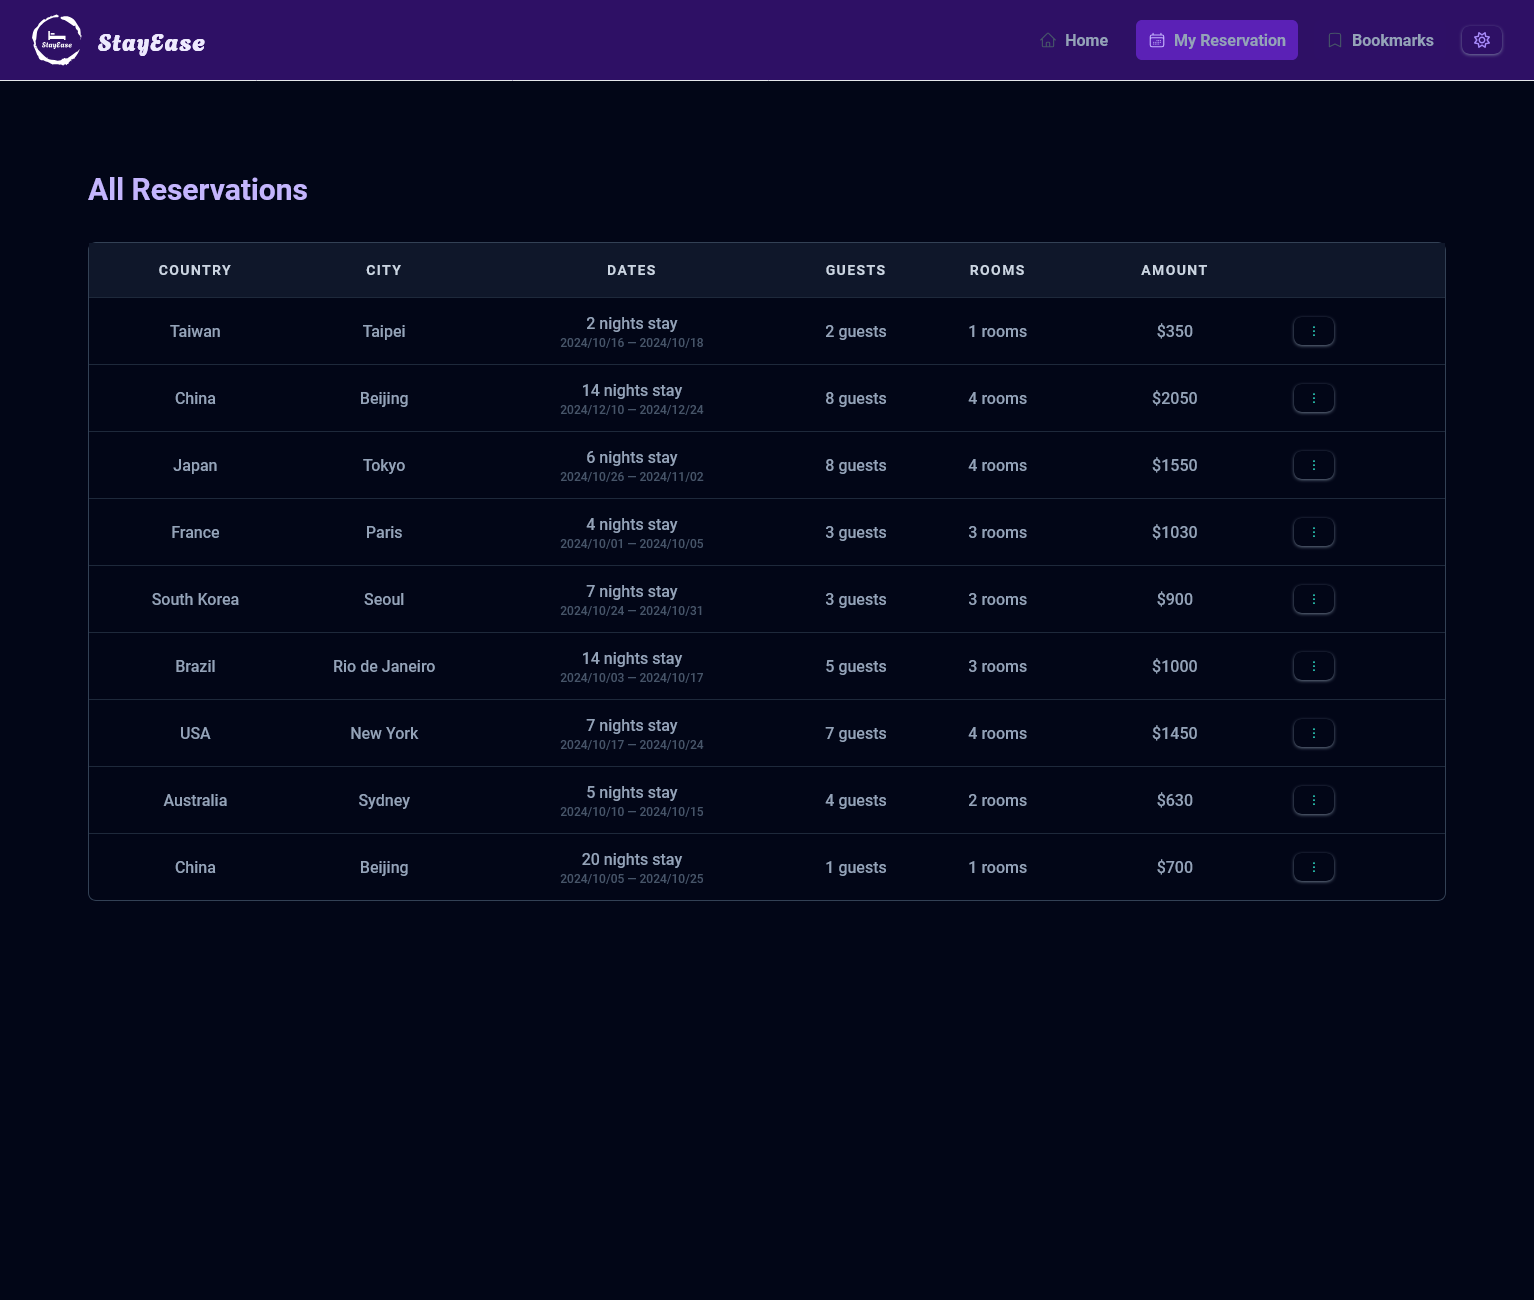 StayEase
StayEase
Home
My Reservation
Bookmarks
All Reservations
COUNTRY CITY DATES GUESTS ROOMS AMOUNT
Taiwan Taipei 2 nights stay 2 guests 1 rooms $350
2024/10/16 — 2024/10/18
China Beijing 14 nights stay 8 guests 4 rooms $2050
2024/12/10 — 2024/12/24
Japan Tokyo 6 nights stay 8 guests 4 rooms $1550
2024/10/26 — 2024/11/02
France Paris 4 nights stay 3 guests 3 rooms $1030
2024/10/01 — 2024/10/05
South Korea Seoul 7 nights stay 3 guests 3 rooms $900
2024/10/24 — 2024/10/31
Brazil Rio de Janeiro 14 nights stay 5 guests 3 rooms $1000
2024/10/03 — 2024/10/17
USA New York 7 nights stay 7 guests 4 rooms $1450
2024/10/17 — 2024/10/24
Australia Sydney 5 nights stay 4 guests 2 rooms $630
2024/10/10 — 2024/10/15
China Beijing 20 nights stay 1 guests 1 rooms $700
2024/10/05 — 2024/10/25